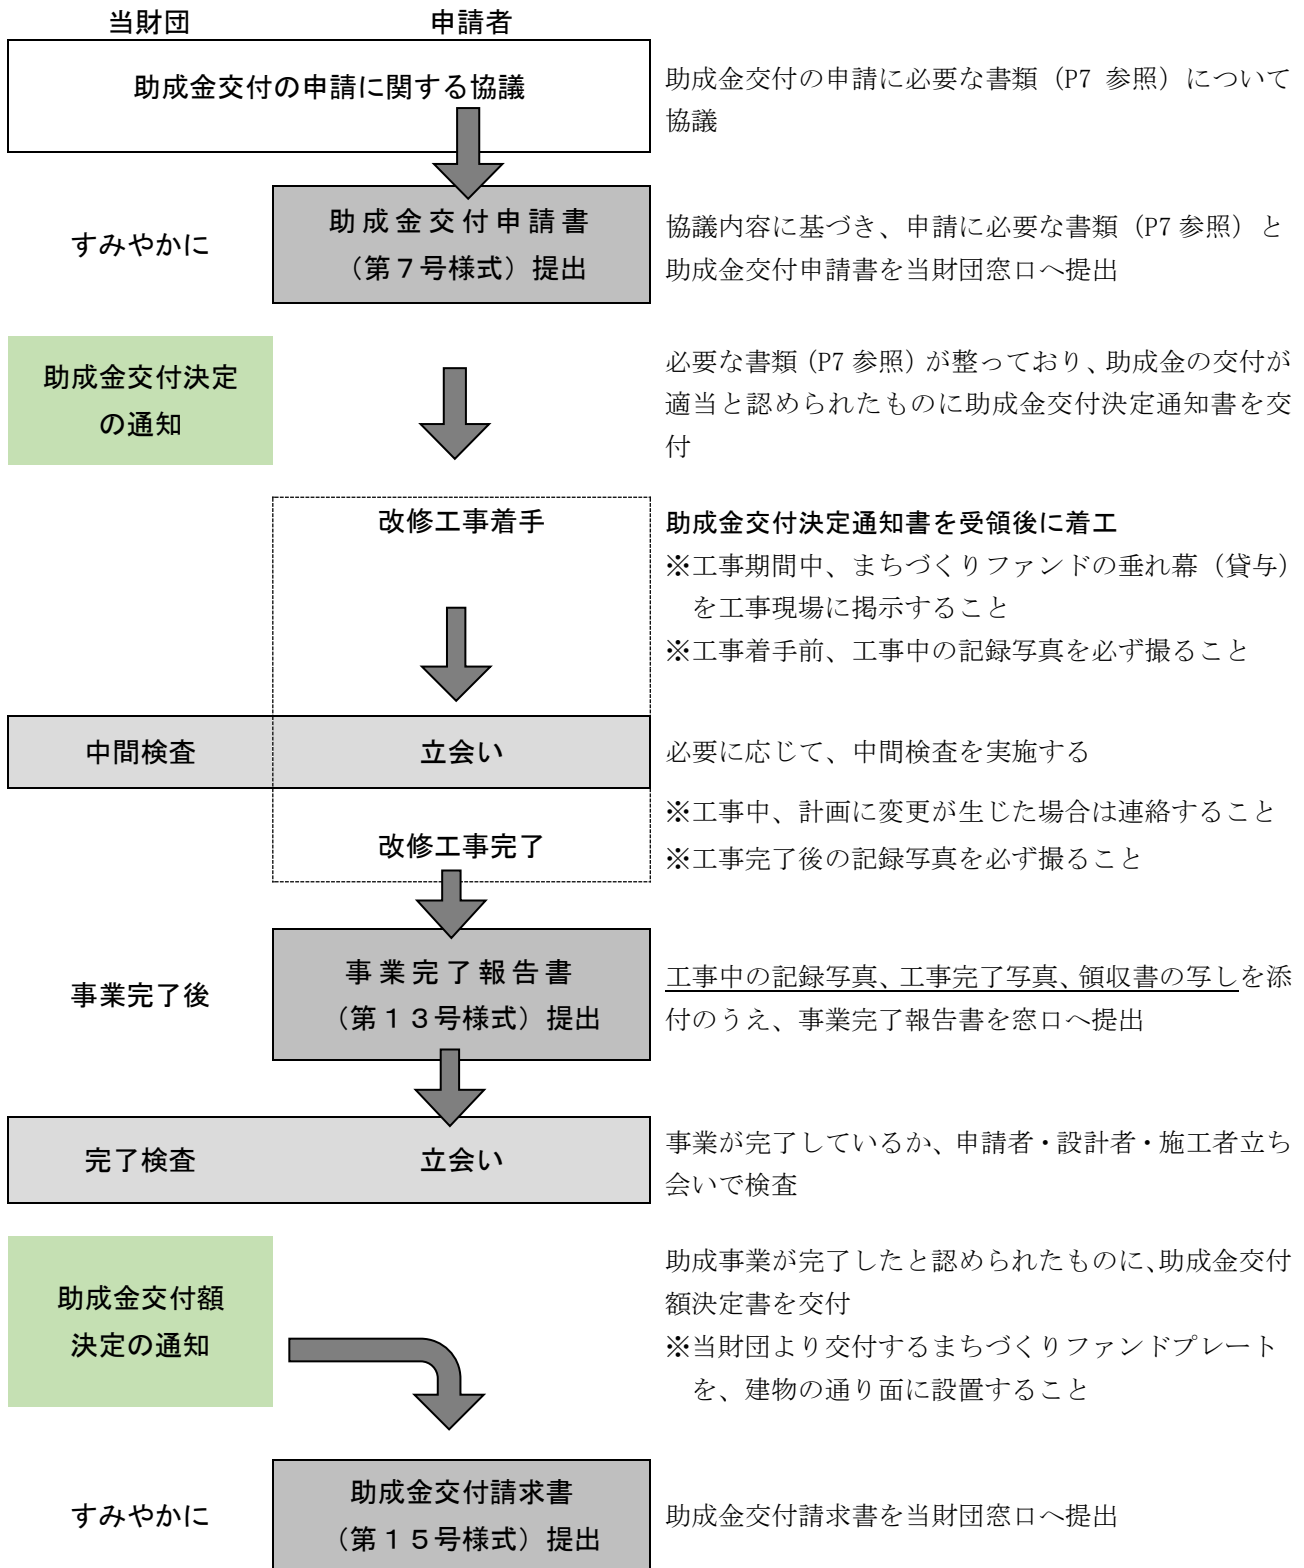 当財団
申請者
助成金交付の申請に関する協議
助成金交付の申請に必要な書類（P7 参照）について
協議
すみやかに
助成金交付申請書
（第７号様式）提出
協議内容に基づき、申請に必要な書類（P7 参照）と
助成金交付申請書を当財団窓口へ提出
助成金交付決定
の通知
必要な書類（P7 参照）が整っており、助成金の交付が
適当と認められたものに助成金交付決定通知書を交
付
改修工事着手
助成金交付決定通知書を受領後に着工
※工事期間中、まちづくりファンドの垂れ幕（貸与）
を工事現場に掲示すること
※工事着手前、工事中の記録写真を必ず撮ること
中間検査
立会い
必要に応じて、中間検査を実施する
※工事中、計画に変更が生じた場合は連絡すること
改修工事完了
※工事完了後の記録写真を必ず撮ること
事業完了後
事業完了報告書
（第１３号様式）提出
工事中の記録写真、工事完了写真、領収書の写しを添
付のうえ、事業完了報告書を窓口へ提出
完了検査
立会い
事業が完了しているか、申請者・設計者・施工者立ち
会いで検査
助成金交付額
決定の通知
助成事業が完了したと認められたものに、助成金交付
額決定書を交付
※当財団より交付するまちづくりファンドプレート
を、建物の通り面に設置すること
すみやかに
助成金交付請求書
（第１５号様式）提出
助成金交付請求書を当財団窓口へ提出